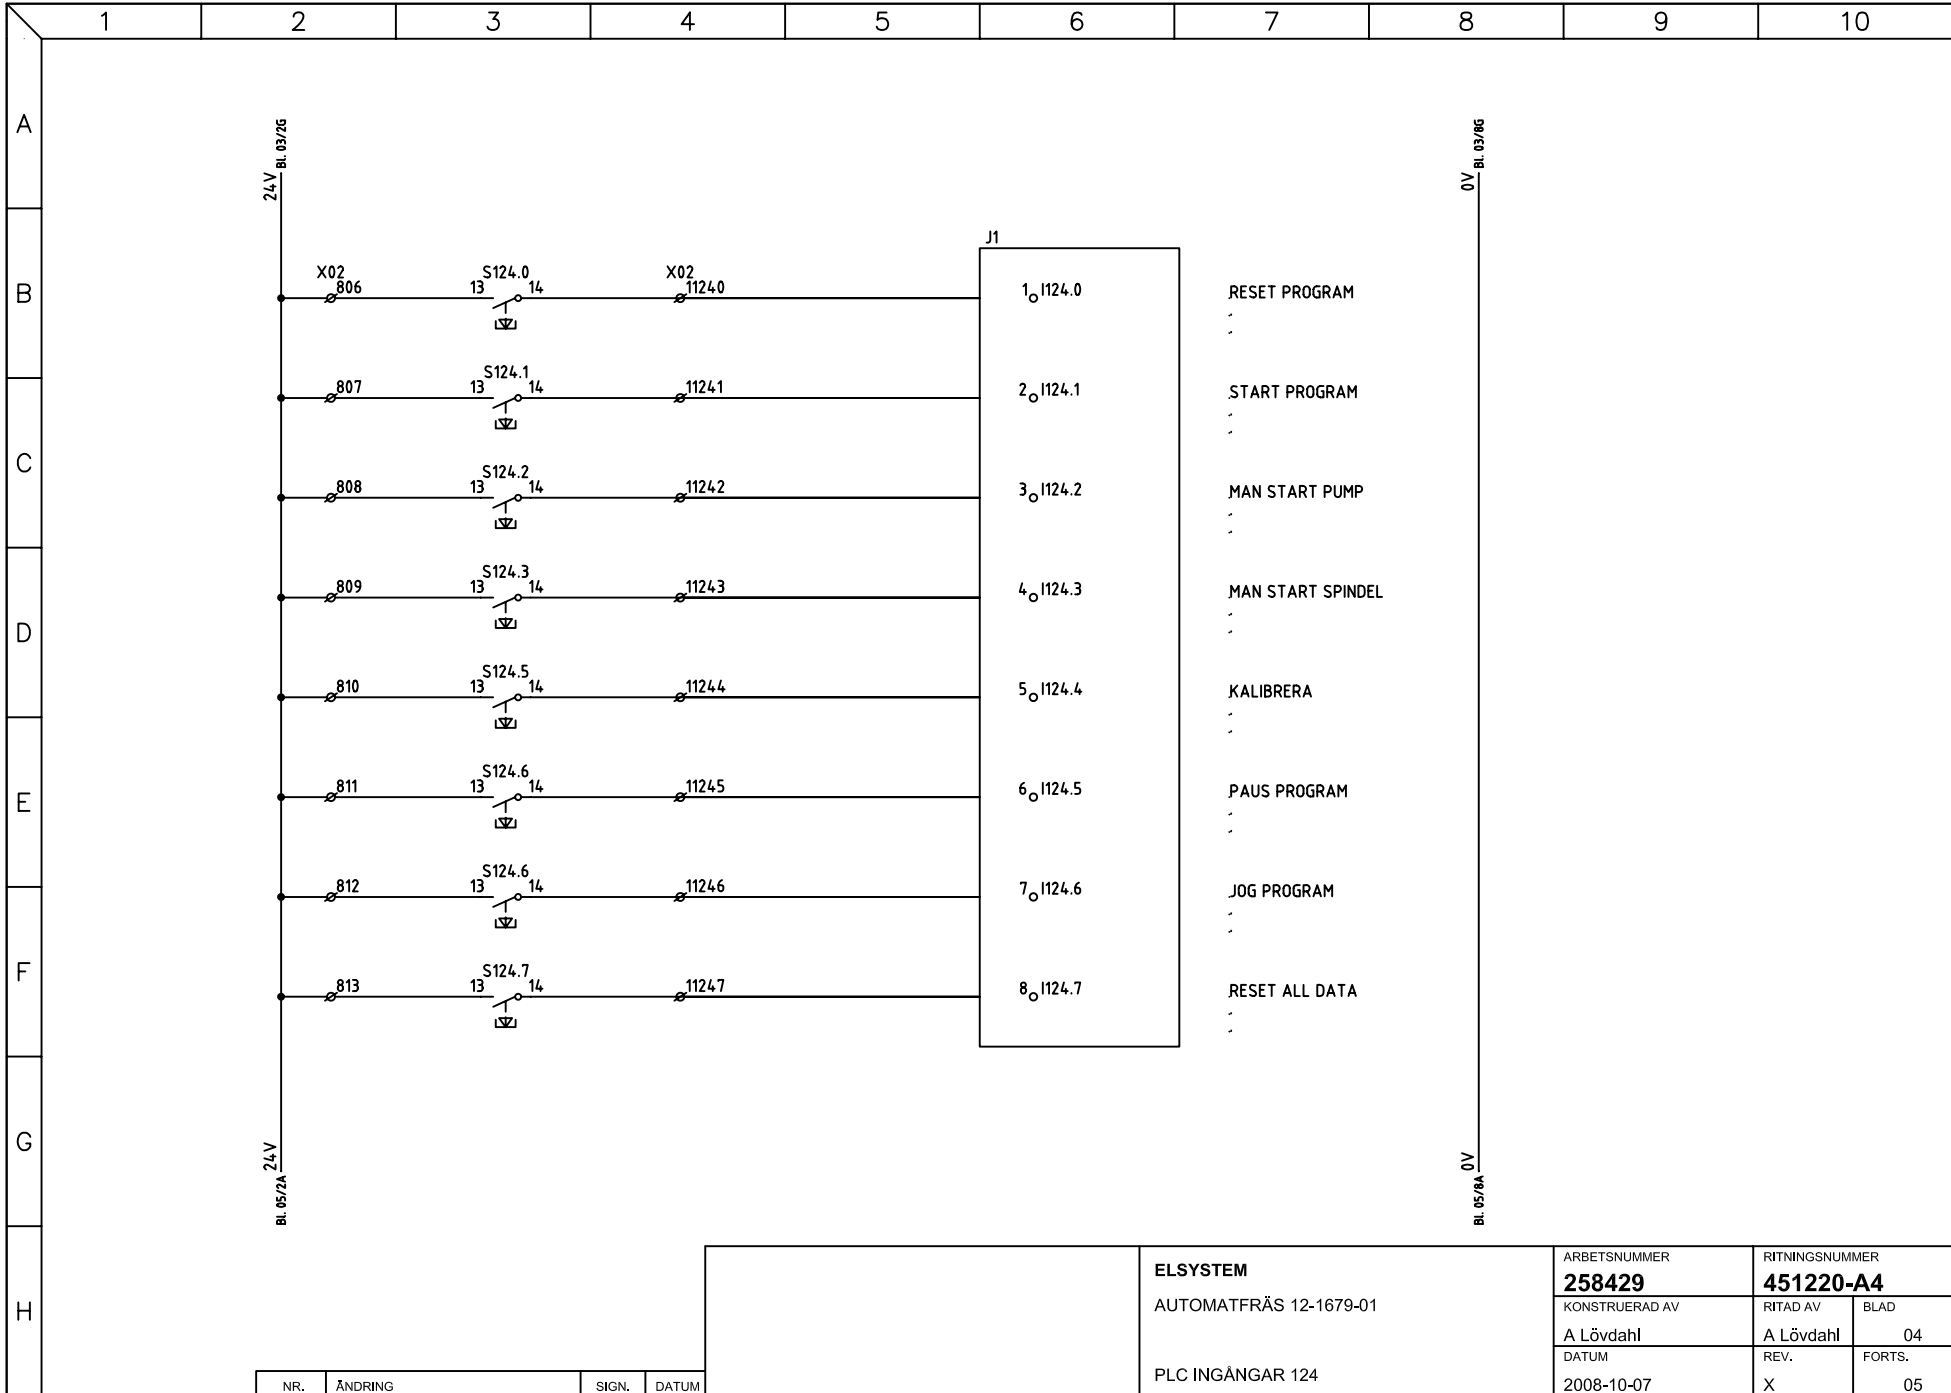 1 2 3 4 5 6 7 8 9 10
A
B
C
D
E
F
G
H
24V Bl. 03/2G
0V Bl. 03/8G
J1
X02 806 13 S124.0 14 X02 11240 1 I124.0 RESET PROGRAM
807 13 S124.1 14 11241 2 I124.1 START PROGRAM
808 13 S124.2 14 11242 3 I124.2 MAN START PUMP
809 13 S124.3 14 11243 4 I124.3 MAN START SPINDEL
810 13 S124.5 14 11244 5 I124.4 KALIBRERA
811 13 S124.6 14 11245 6 I124.5 PAUS PROGRAM
812 13 S124.6 14 11246 7 I124.6 JOG PROGRAM
813 13 S124.7 14 11247 8 I124.7 RESET ALL DATA
24V Bl. 05/2A
0V Bl. 05/8A
NR. ÄNDRING SIGN. DATUM
ELSYSTEM
AUTOMATFRÄS 12-1679-01
PLC INGÅNGAR 124
ARBETSNUMMER
258429
RITNINGSNUMMER
451220-A4
KONSTRUERAD AV
A Lövdahl
RITAD AV
A Lövdahl
BLAD
04
DATUM
2008-10-07
REV.
X
FORTS.
05